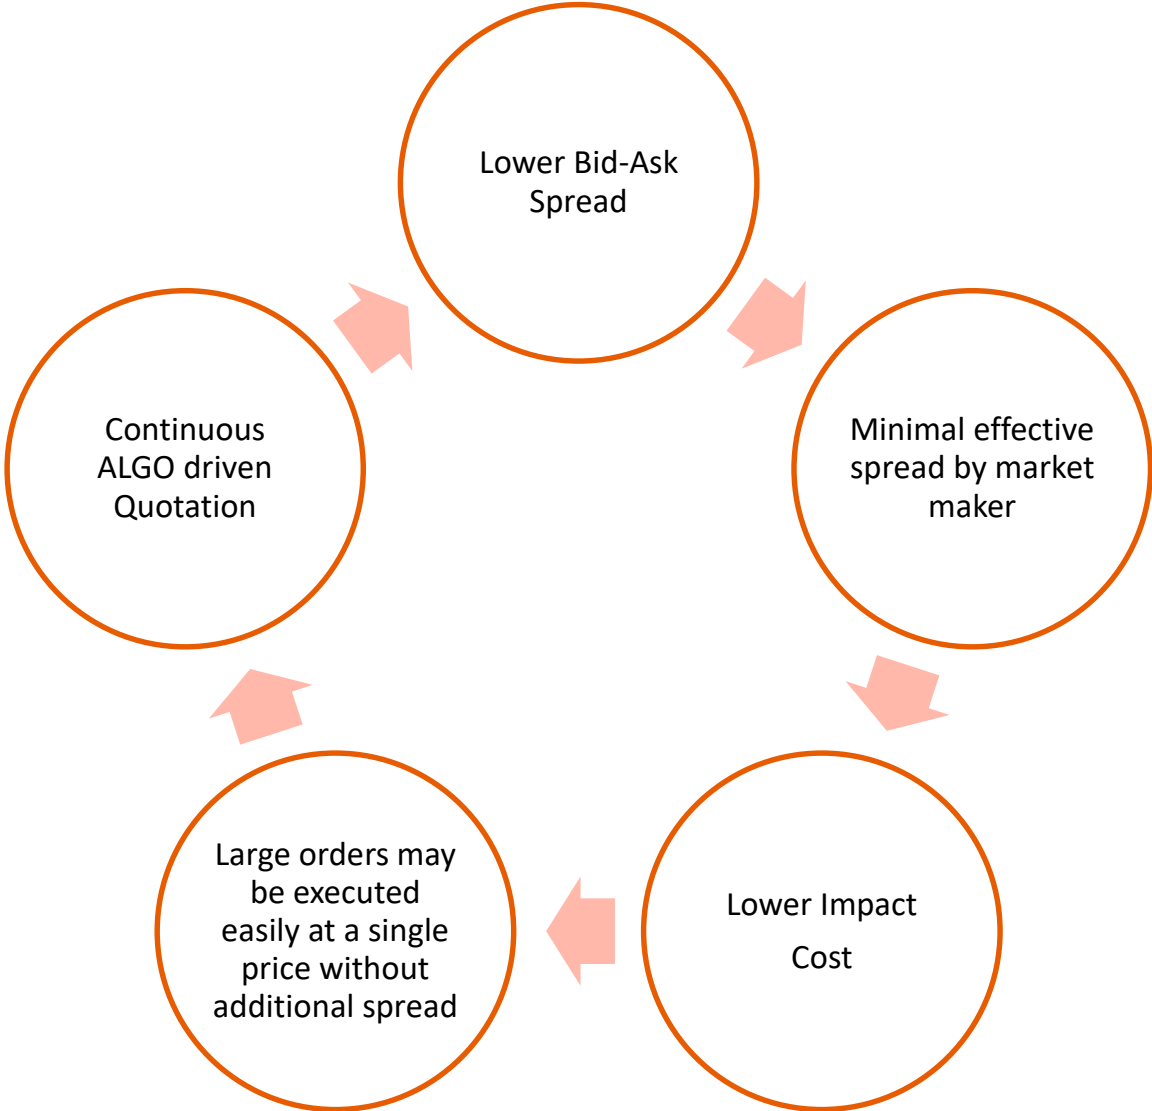 Lower Bid-Ask
Spread
Minimal effective
spread by market
maker
Lower Impact
Cost
Large orders may
be executed
easily at a single
price without
additional spread
Continuous
ALGO driven
Quotation